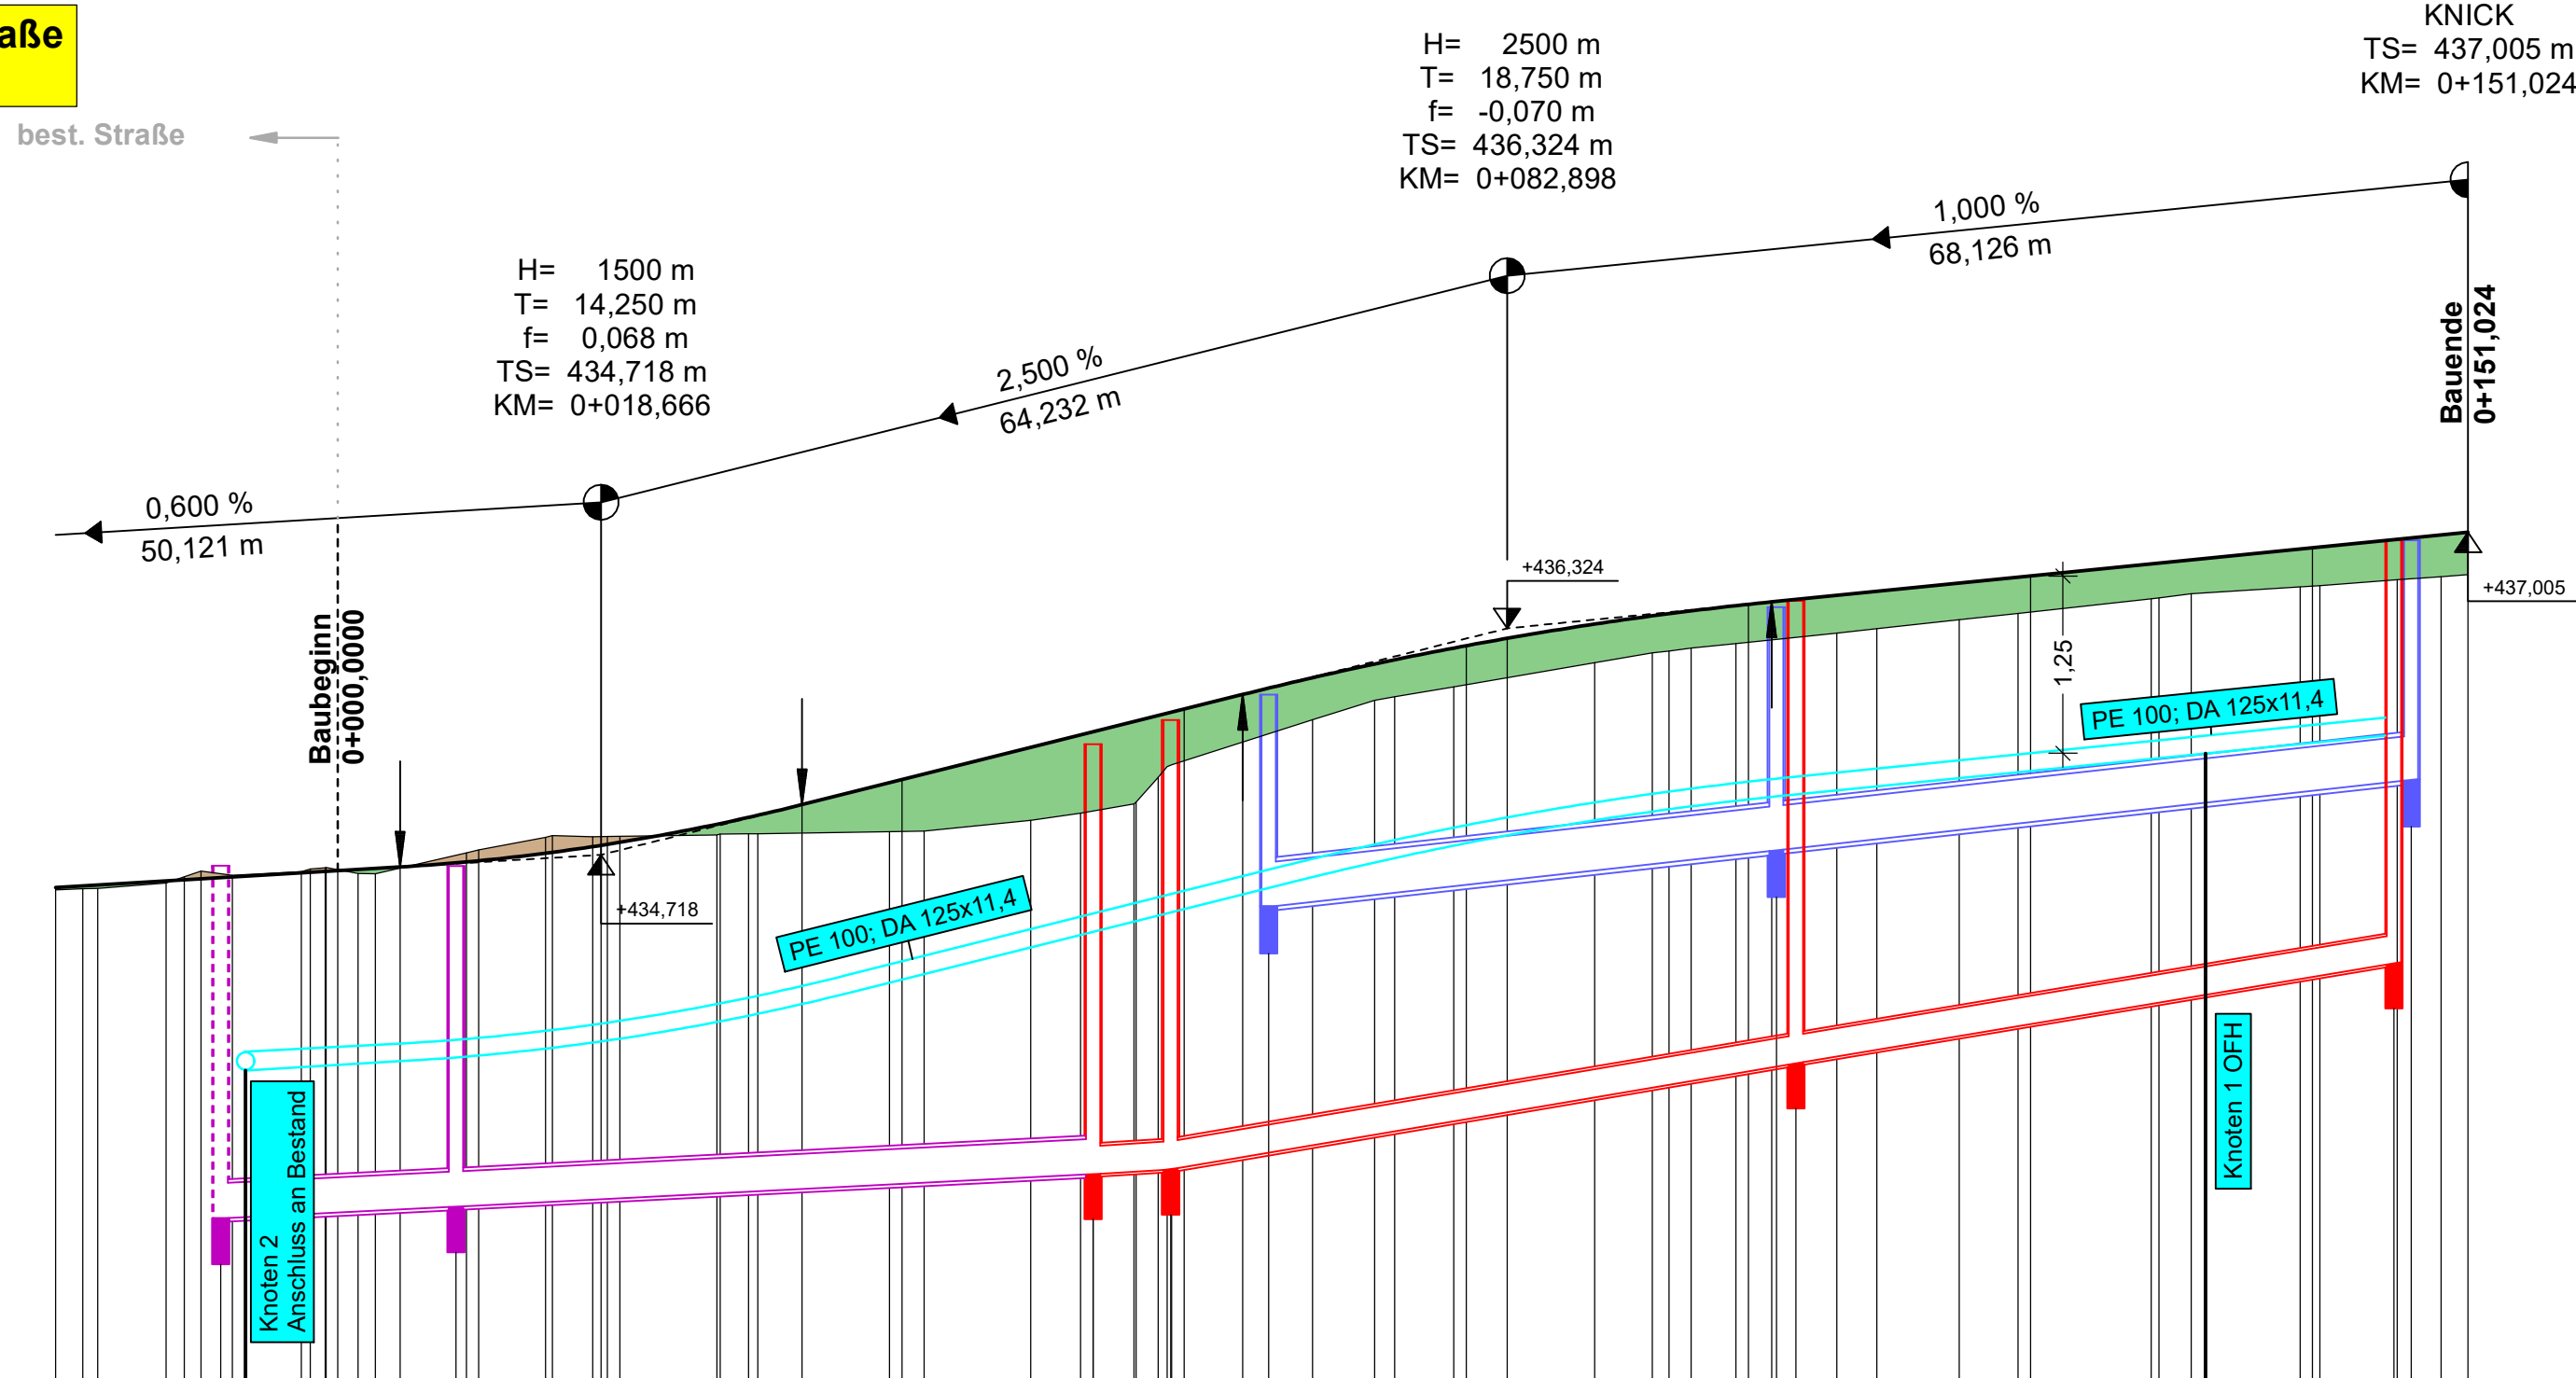 aße
best. Straße
KNICK
TS= 437,005 m
KM= 0+151,024
H= 2500 m
T= 18,750 m
f= -0,070 m
TS= 436,324 m
KM= 0+082,898
1,000 %
68,126 m
H= 1500 m
T= 14,250 m
f= 0,068 m
TS= 434,718 m
KM= 0+018,666
2,500 %
64,232 m
Bauende
0+151,024
0,600 %
50,121 m
Baubeginn
0+000,0000
+436,324
+437,005
1,25
PE 100; DA 125x11,4
+434,718
PE 100; DA 125x11,4
Knoten 2
Anschluss an Bestand
Knoten 1 OFH